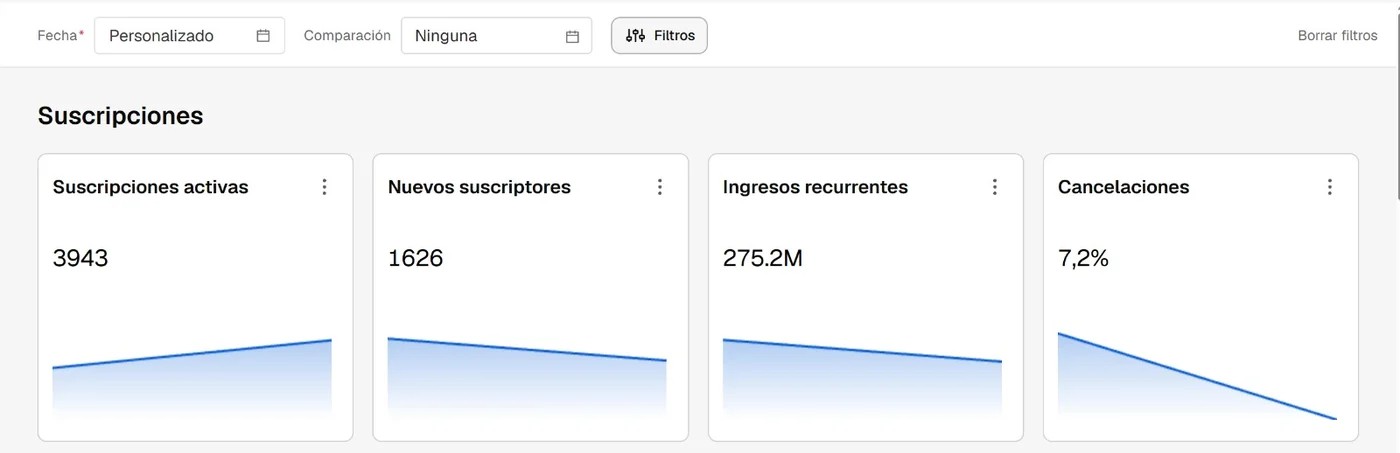 Fecha* Personalizado Comparación Ninguna Filtros Borrar filtros
Suscripciones
Suscripciones activas
3943
Nuevos suscriptores
1626
Ingresos recurrentes
275.2M
Cancelaciones
7,2%